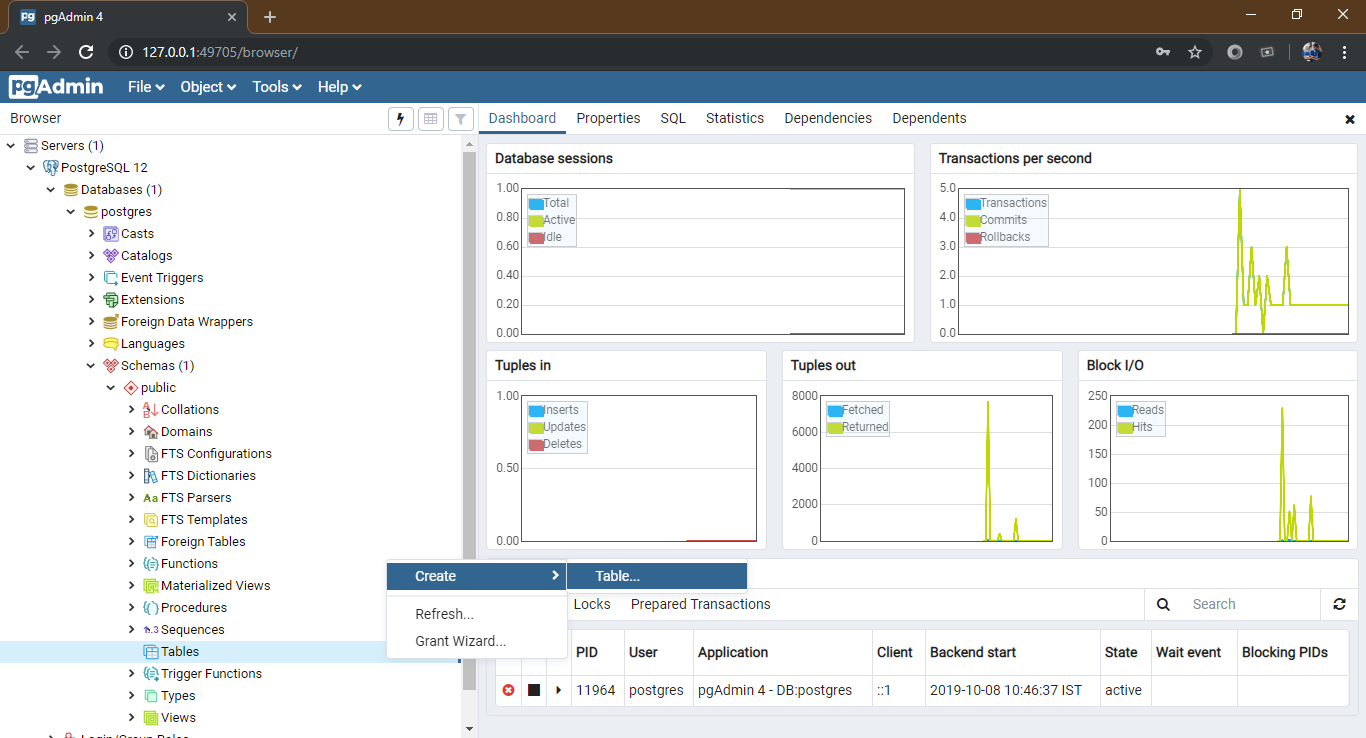 pgAdmin 4
127.0.0.1:49705/browser/
pgAdmin File Object Tools Help
Browser
Dashboard Properties SQL Statistics Dependencies Dependents
Servers (1)
PostgreSQL 12
Databases (1)
postgres
Casts
Catalogs
Event Triggers
Extensions
Foreign Data Wrappers
Languages
Schemas (1)
public
Collations
Domains
FTS Configurations
FTS Dictionaries
Aa FTS Parsers
FTS Templates
Foreign Tables
Functions
Materialized Views
Procedures
1..3 Sequences
Tables
Trigger Functions
Types
Views
Login/Group Roles
Create
Table...
Refresh...
Grant Wizard...
Database sessions
1.00
0.80
0.60
0.40
0.20
0.00
Total
Active
Idle
Transactions per second
5.0
4.0
3.0
2.0
1.0
0.0
Transactions
Commits
Rollbacks
Tuples in
1.00
0.50
0.00
Inserts
Updates
Deletes
Tuples out
8000
6000
4000
2000
0
Fetched
Returned
Block I/O
250
200
150
100
50
0
Reads
Hits
Locks Prepared Transactions
Search
PID User Application Client Backend start State Wait event Blocking PIDs
11964 postgres pgAdmin 4 - DB:postgres ::1 2019-10-08 10:46:37 IST active